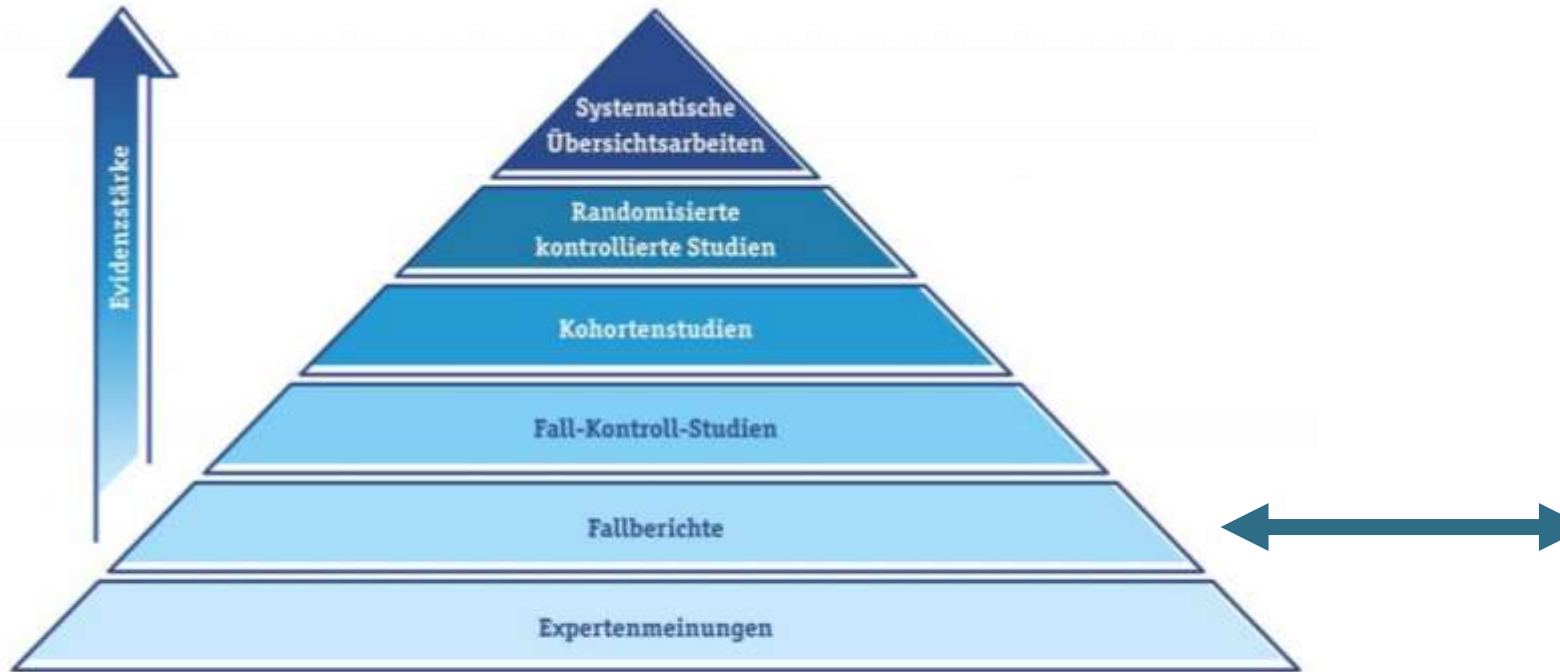 Evidenzstärke
Systematische
Übersichtsarbeiten
Randomisierte
kontrollierte Studien
Kohortenstudien
Fall-Kontroll-Studien
Fallberichte
Expertenmeinungen